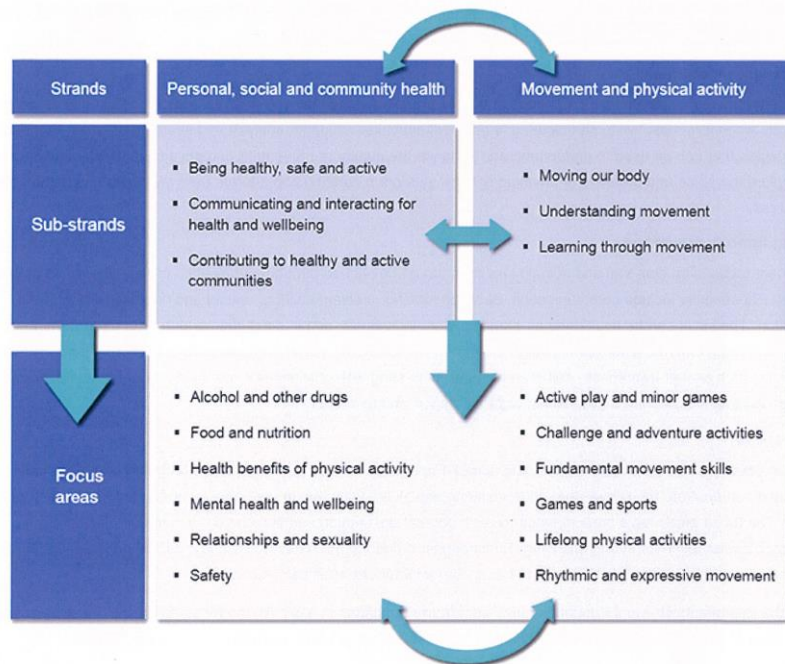 Strands
Personal, social and community health
Movement and physical activity
Sub-strands
▪ Being healthy, safe and active
▪ Communicating and interacting for
health and wellbeing
▪ Contributing to healthy and active
communities
▪ Moving our body
▪ Understanding movement
▪ Learning through movement
Focus
areas
▪ Alcohol and other drugs
▪ Food and nutrition
▪ Health benefits of physical activity
▪ Mental health and wellbeing
▪ Relationships and sexuality
▪ Safety
▪ Active play and minor games
▪ Challenge and adventure activities
▪ Fundamental movement skills
▪ Games and sports
▪ Lifelong physical activities
▪ Rhythmic and expressive movement